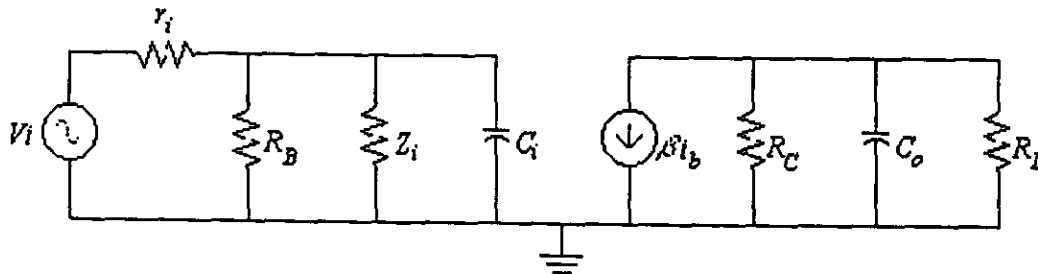 r_i
Vi
R_B
Z_i
C_i
βi_b
R_C
C_o
R_L